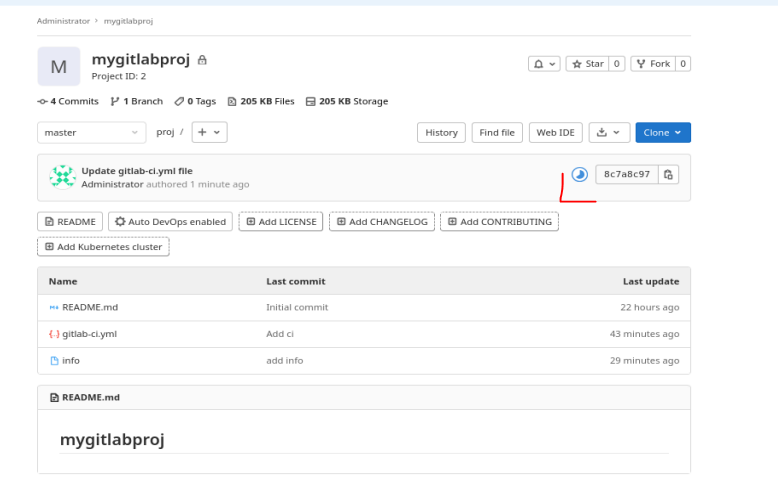 Administrator > mygitlabproj
M
mygitlabproj
Project ID: 2
Star 0
Fork 0
4 Commits 1 Branch 0 Tags 205 KB Files 205 KB Storage
master
proj / +
History
Find file
Web IDE
Clone
Update gitlab-ci.yml file
Administrator authored 1 minute ago
8c7a8c97
README
Auto DevOps enabled
Add LICENSE
Add CHANGELOG
Add CONTRIBUTING
Add Kubernetes cluster
Name Last commit Last update
README.md Initial commit 22 hours ago
gitlab-ci.yml Add ci 43 minutes ago
info add info 29 minutes ago
README.md
mygitlabproj